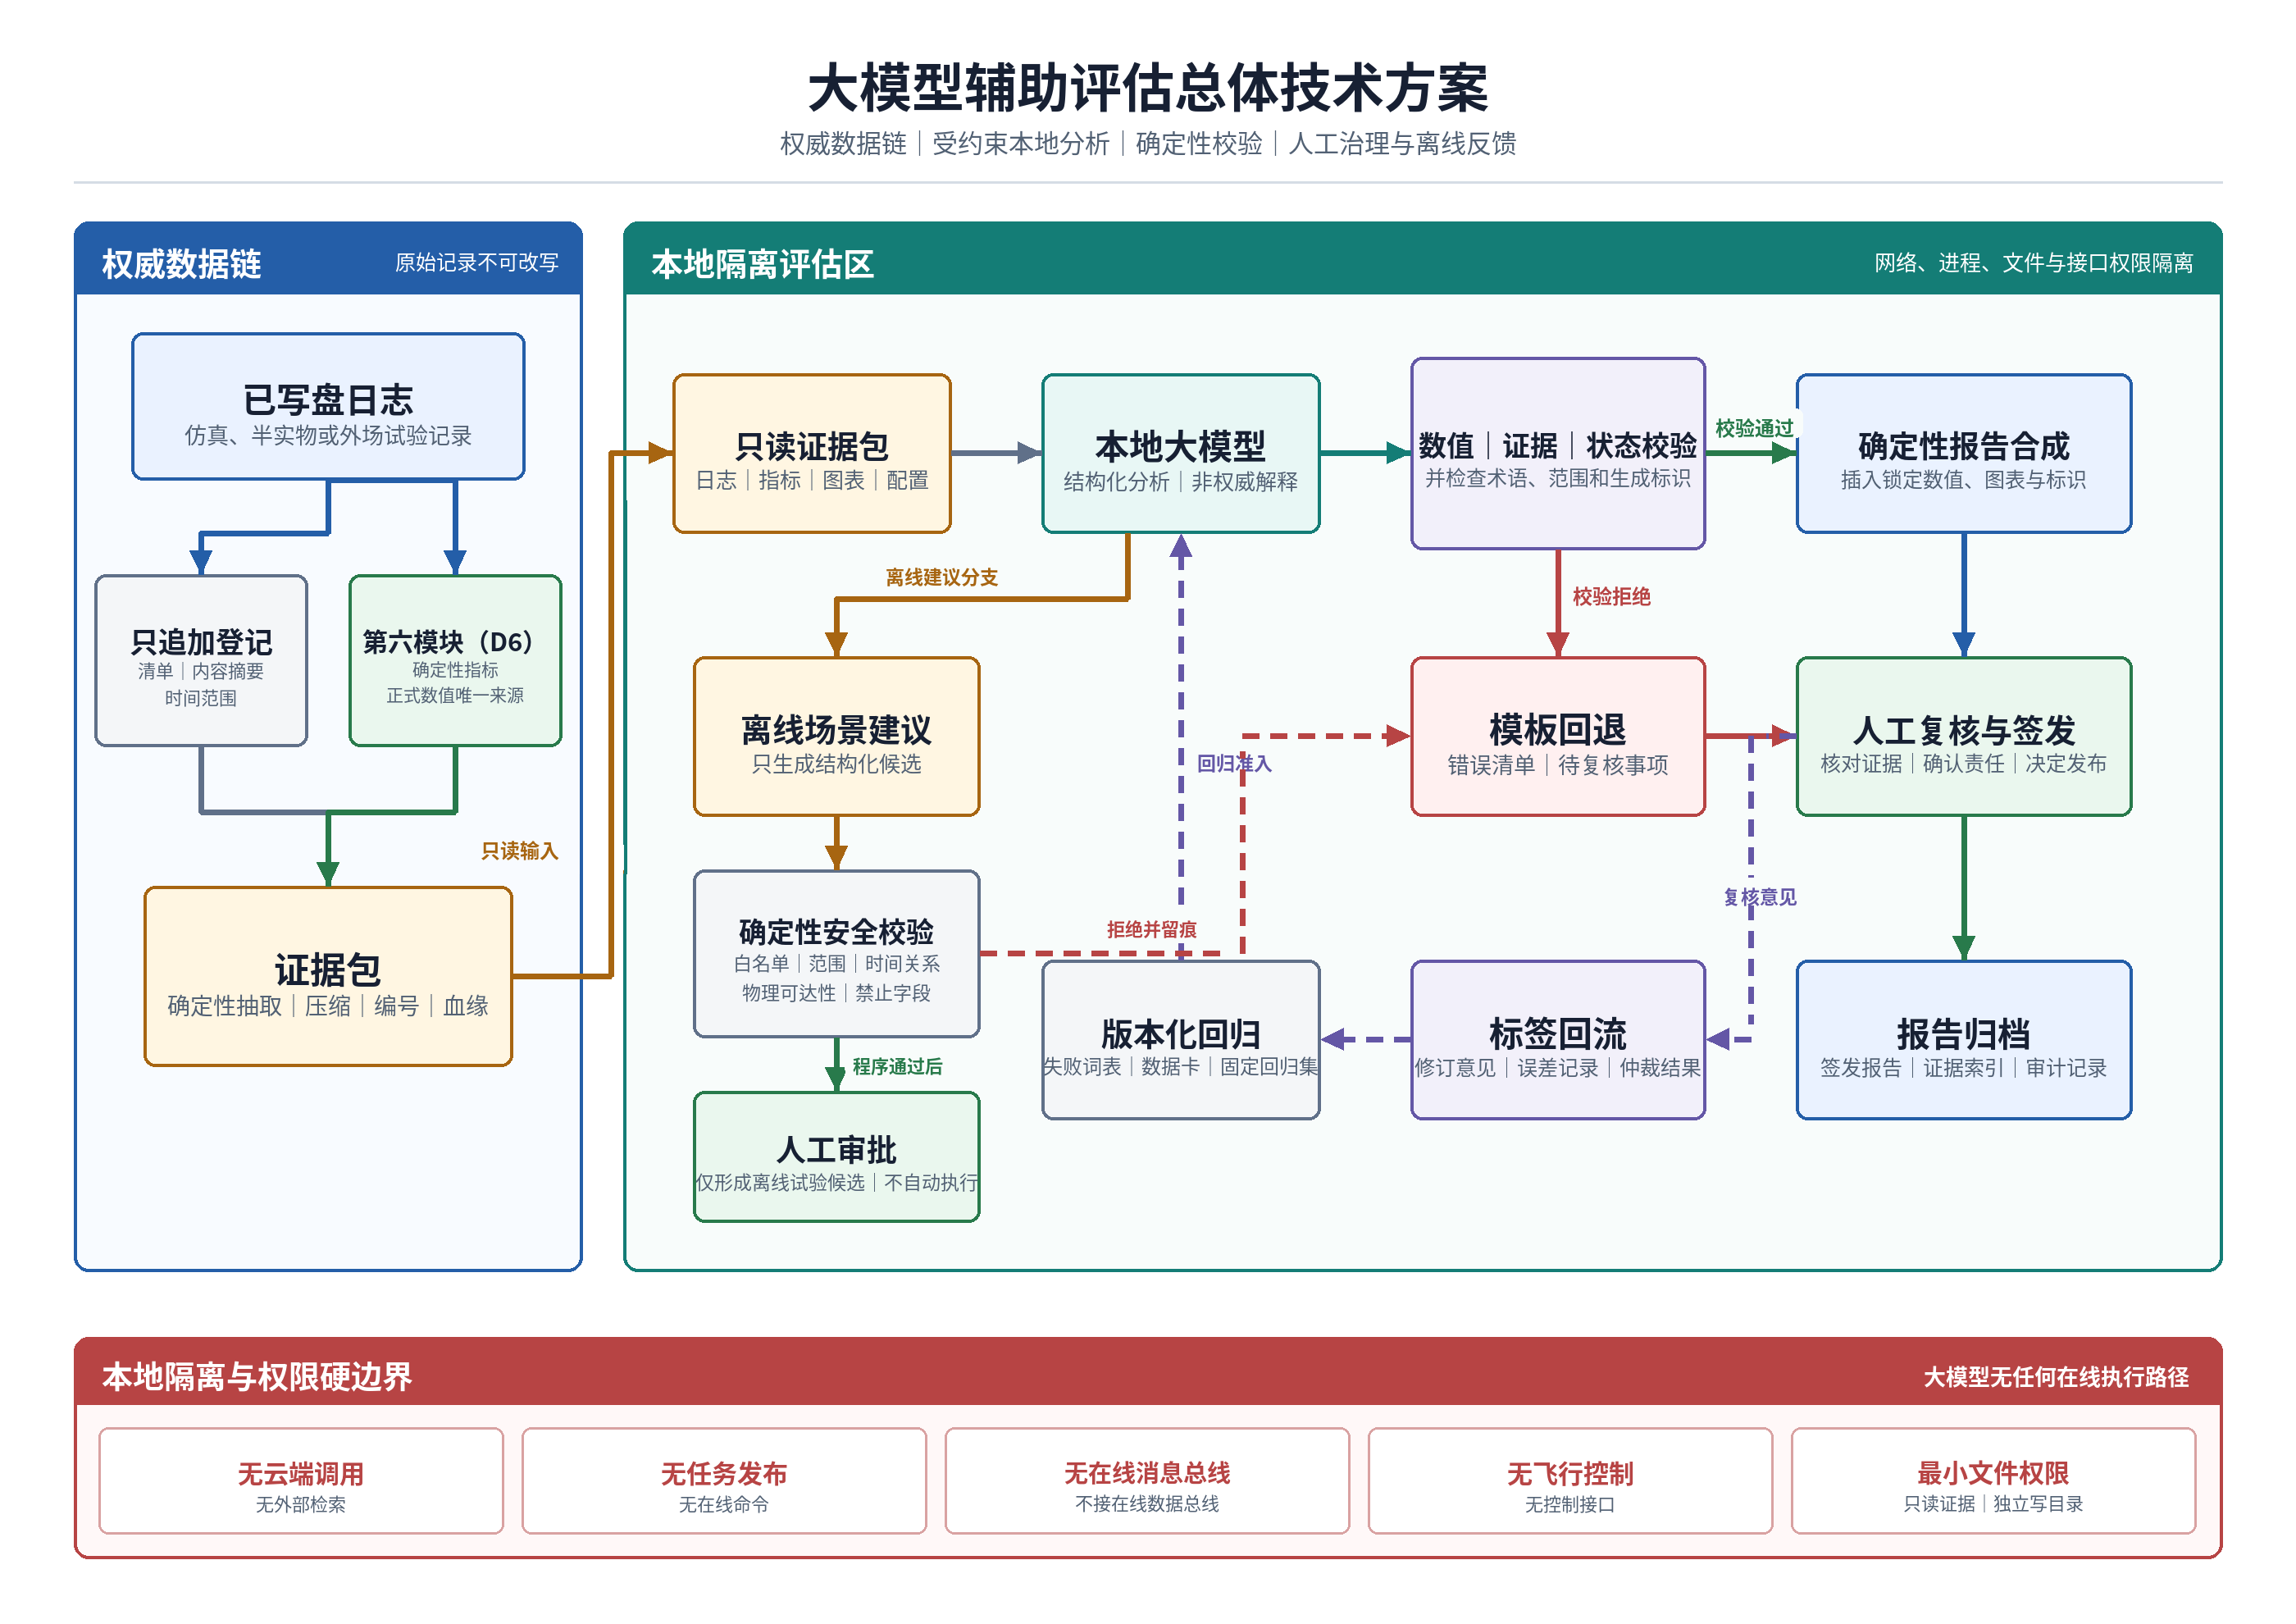 大模型辅助评估总体技术方案
权威数据链｜受约束本地分析｜确定性校验｜人工治理与离线反馈
权威数据链
原始记录不可改写
已写盘日志
仿真、半实物或外场试验记录
只追加登记
清单｜内容摘要
时间范围
第六模块（D6）
确定性指标
正式数值唯一来源
只读输入
证据包
确定性抽取｜压缩｜编号｜血缘
本地隔离评估区
网络、进程、文件与接口权限隔离
只读证据包
日志｜指标｜图表｜配置
本地大模型
结构化分析｜非权威解释
数值｜证据｜状态校验
并检查术语、范围和生成标识
校验通过
确定性报告合成
插入锁定数值、图表与标识
离线建议分支
校验拒绝
离线场景建议
只生成结构化候选
回归准入
模板回退
错误清单｜待复核事项
人工复核与签发
核对证据｜确认责任｜决定发布
确定性安全校验
白名单｜范围｜时间关系
物理可达性｜禁止字段
拒绝并留痕
复核意见
程序通过后
版本化回归
失败词表｜数据卡｜固定回归集
标签回流
修订意见｜误差记录｜仲裁结果
报告归档
签发报告｜证据索引｜审计记录
人工审批
仅形成离线试验候选｜不自动执行
本地隔离与权限硬边界
大模型无任何在线执行路径
无云端调用
无外部检索
无任务发布
无在线命令
无在线消息总线
不接在线数据总线
无飞行控制
无控制接口
最小文件权限
只读证据｜独立写目录